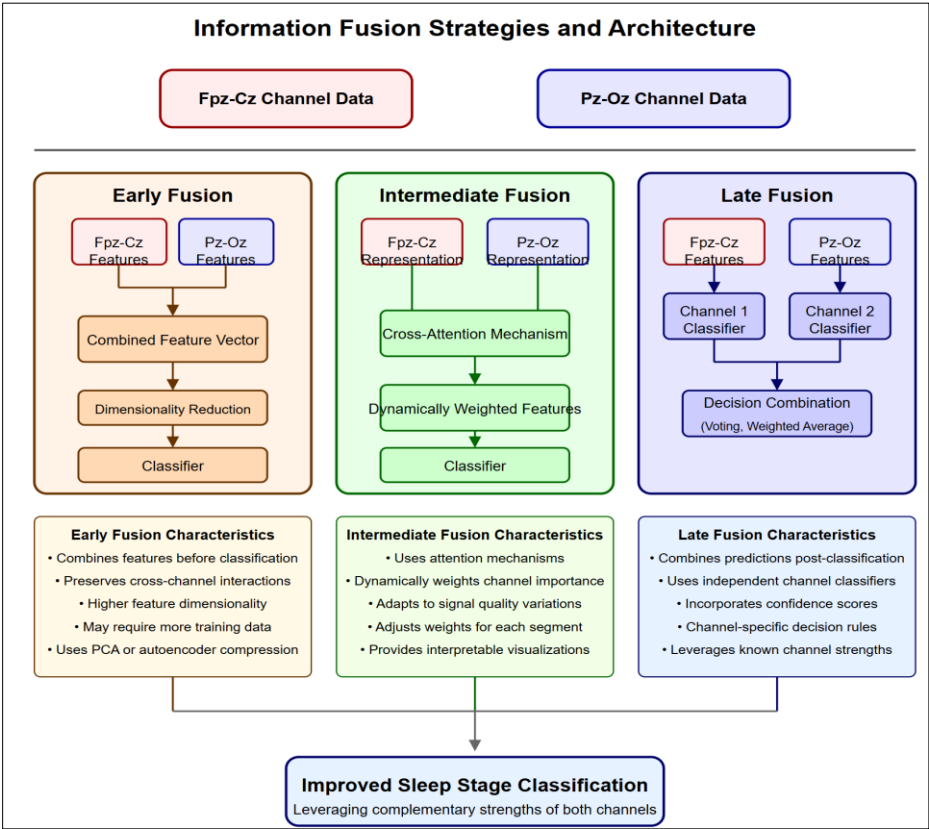 Information Fusion Strategies and Architecture
Fpz-Cz Channel Data
Pz-Oz Channel Data
Early Fusion
Fpz-Cz
Features
Pz-Oz
Features
Combined Feature Vector
Dimensionality Reduction
Classifier
Intermediate Fusion
Fpz-Cz
Representation
Pz-Oz
Representation
Cross-Attention Mechanism
Dynamically Weighted Features
Classifier
Late Fusion
Fpz-Cz
Features
Pz-Oz
Features
Channel 1
Classifier
Channel 2
Classifier
Decision Combination
(Voting, Weighted Average)
Early Fusion Characteristics
• Combines features before classification
• Preserves cross-channel interactions
• Higher feature dimensionality
• May require more training data
• Uses PCA or autoencoder compression
Intermediate Fusion Characteristics
• Uses attention mechanisms
• Dynamically weights channel importance
• Adapts to signal quality variations
• Adjusts weights for each segment
• Provides interpretable visualizations
Late Fusion Characteristics
• Combines predictions post-classification
• Uses independent channel classifiers
• Incorporates confidence scores
• Channel-specific decision rules
• Leverages known channel strengths
Improved Sleep Stage Classification
Leveraging complementary strengths of both channels